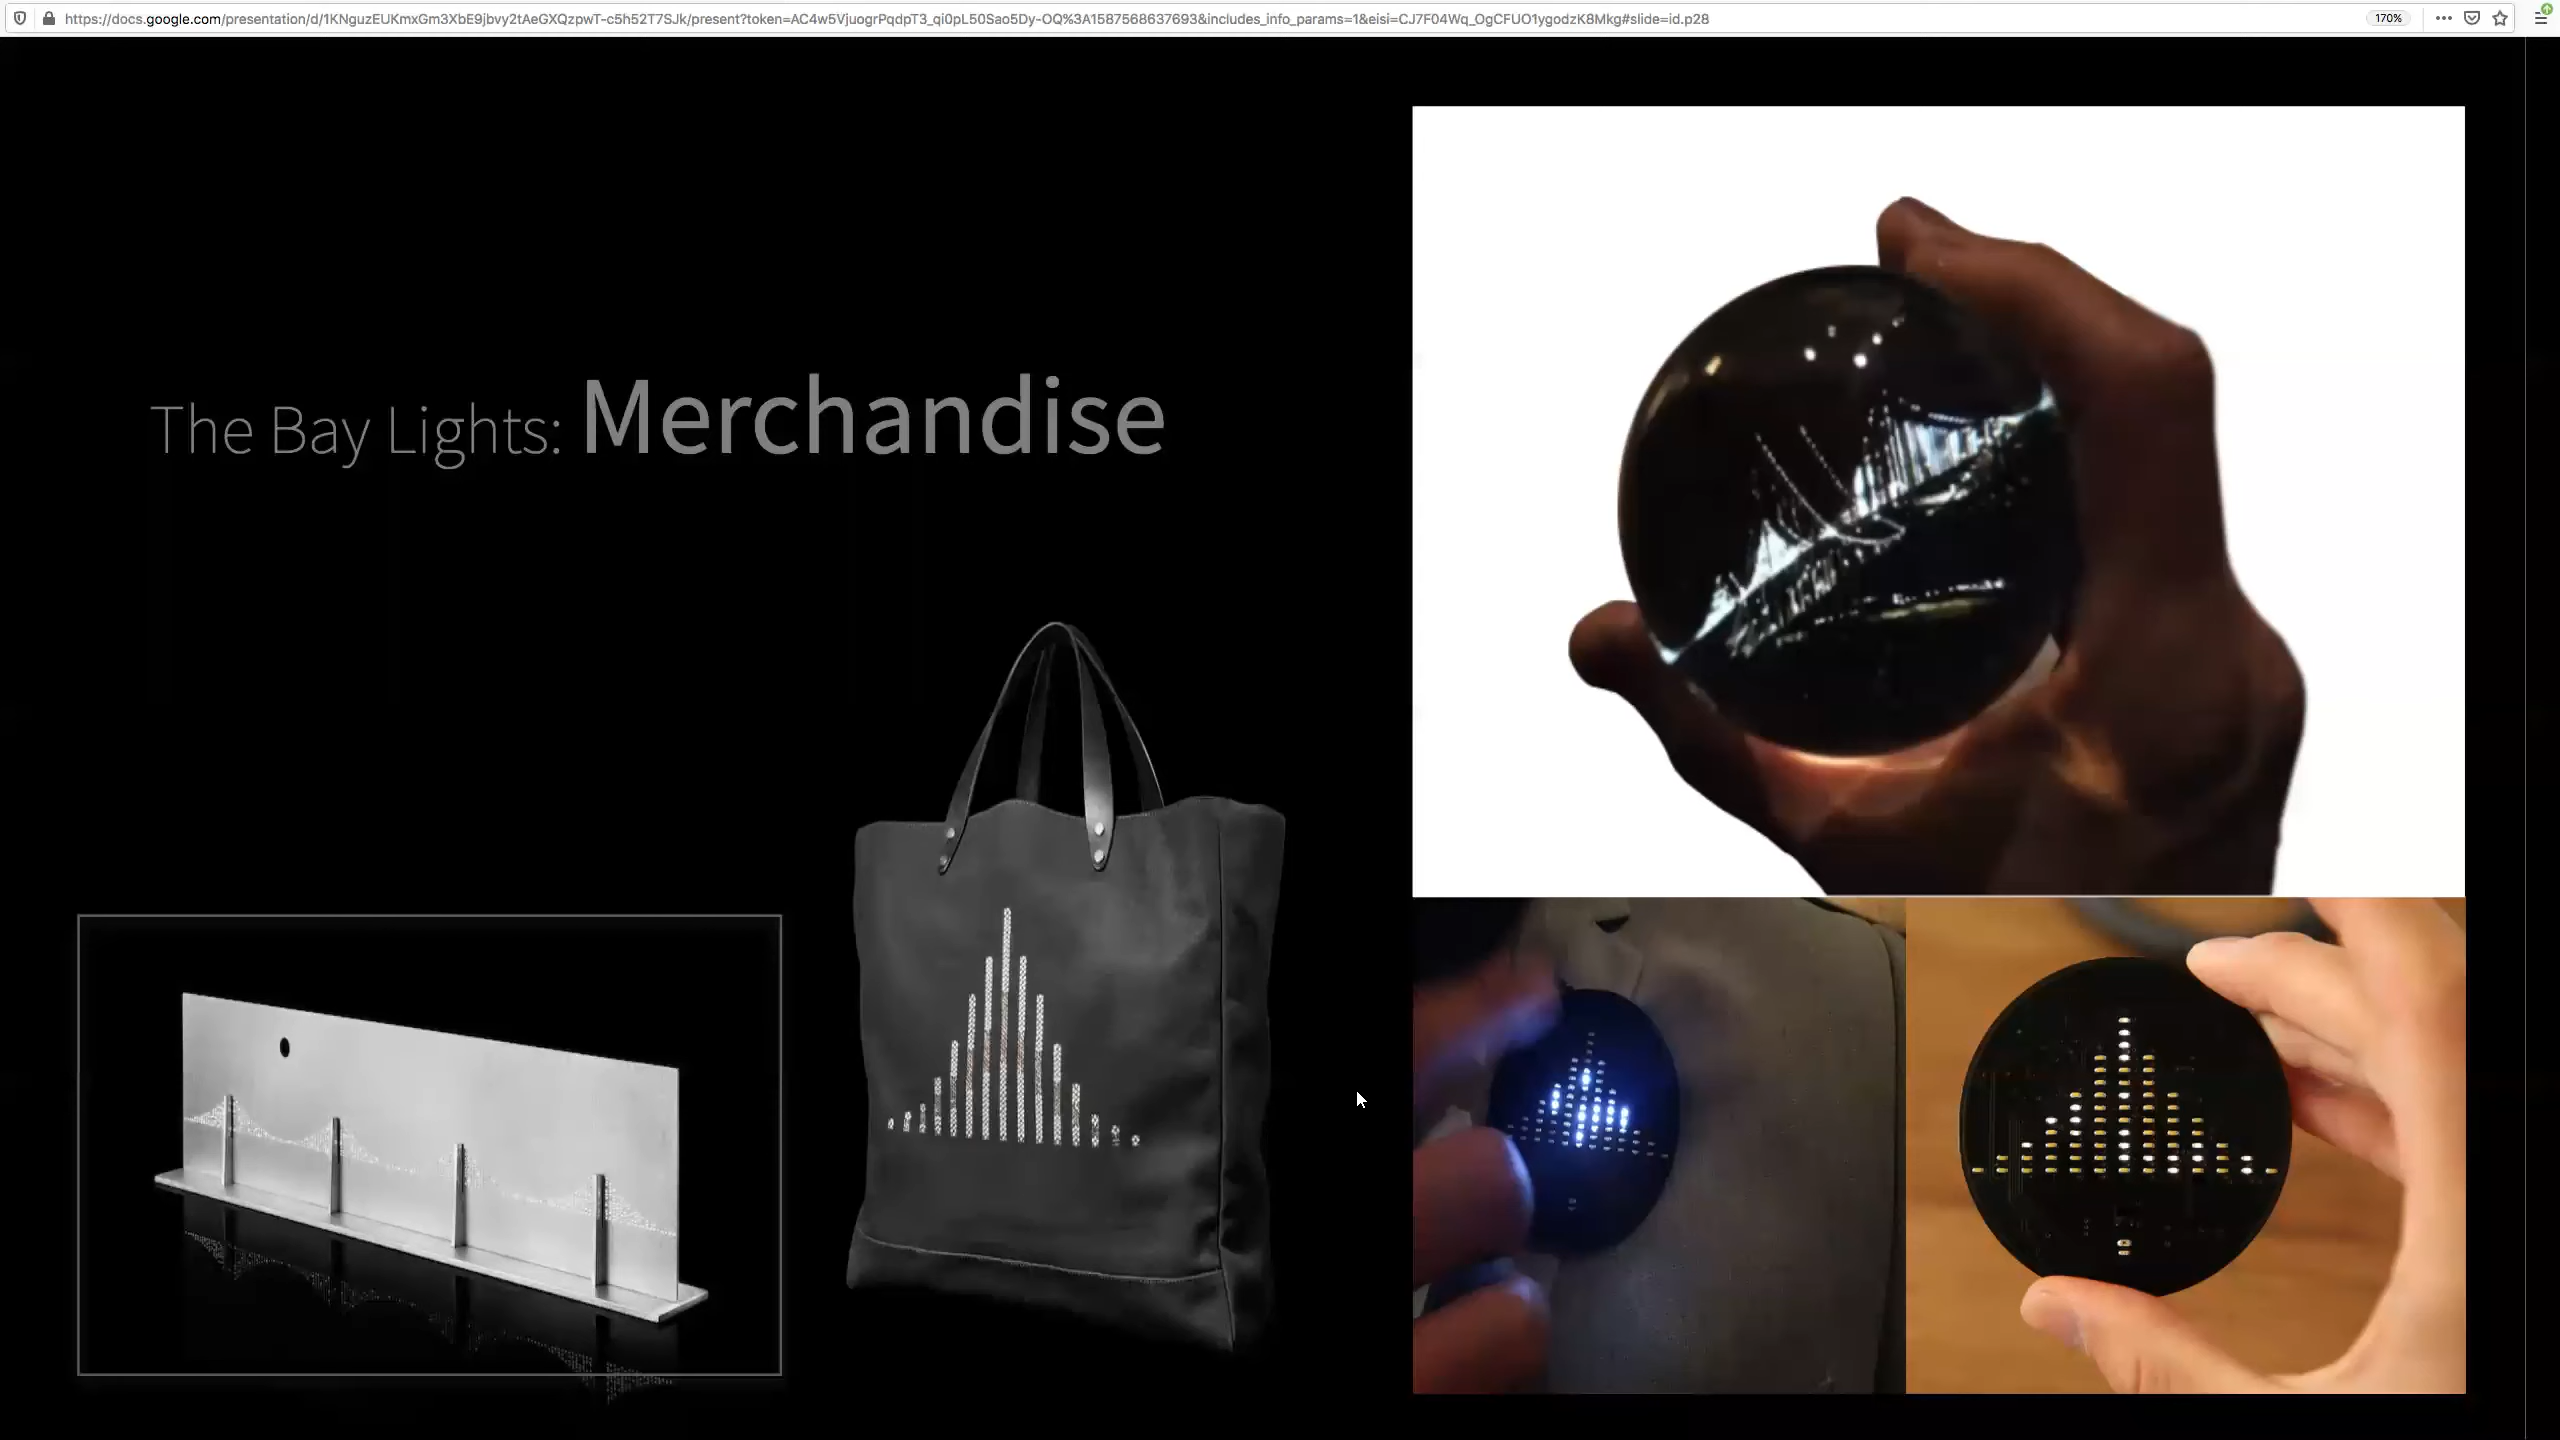 https://docs.google.com/presentation/d/1KNguzEUKmxGm3XbE9jbvy2tAeGXQzpwT-c5h52T7SJk/present?token=AC4w5VjuogrPqdpT3_qi0pL50Sao5Dy-OQ%3A1587568637693&includes_info_params=1&eisi=CJ7F04Wq_OgCFUO1ygodzK8Mkg#slide=id.p28
170%
The Bay Lights: Merchandise